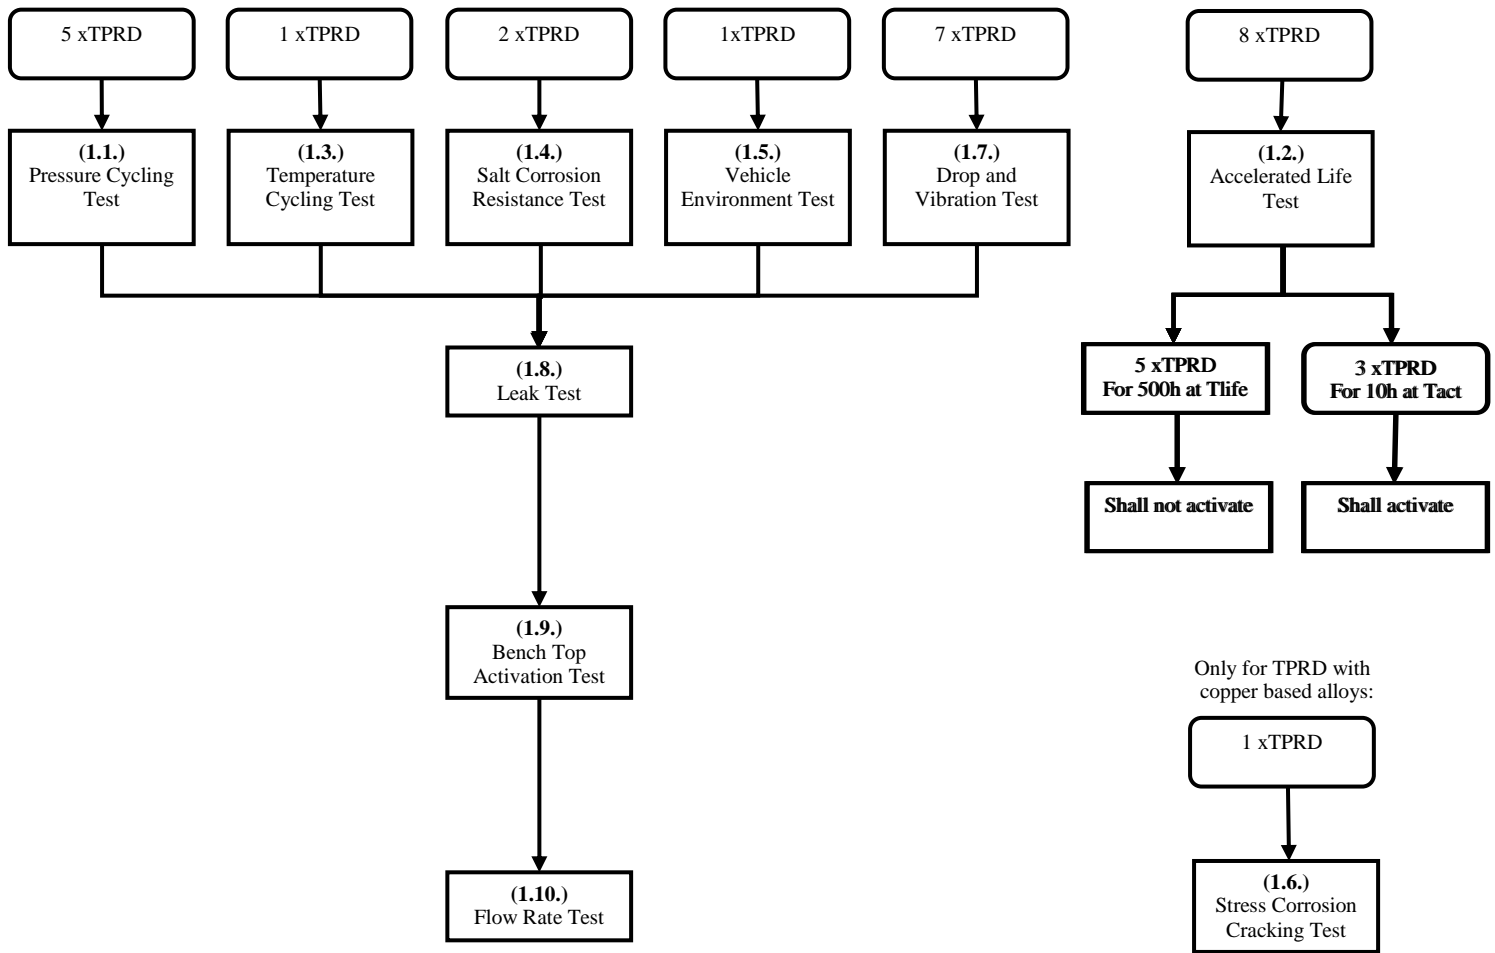 5 xTPRD
1 xTPRD
2 xTPRD
1xTPRD
7 xTPRD
8 xTPRD
(1.1.)
Pressure Cycling
Test
(1.3.)
Temperature
Cycling Test
(1.4.)
Salt Corrosion
Resistance Test
(1.5.)
Vehicle
Environment Test
(1.7.)
Drop and
Vibration Test
(1.2.)
Accelerated Life
Test
(1.8.)
Leak Test
5 xTPRD
For 500h at Tlife
3 xTPRD
For 10h at Tact
Shall not activate
Shall activate
(1.9.)
Bench Top
Activation Test
Only for TPRD with
copper based alloys:
1 xTPRD
(1.10.)
Flow Rate Test
(1.6.)
Stress Corrosion
Cracking Test